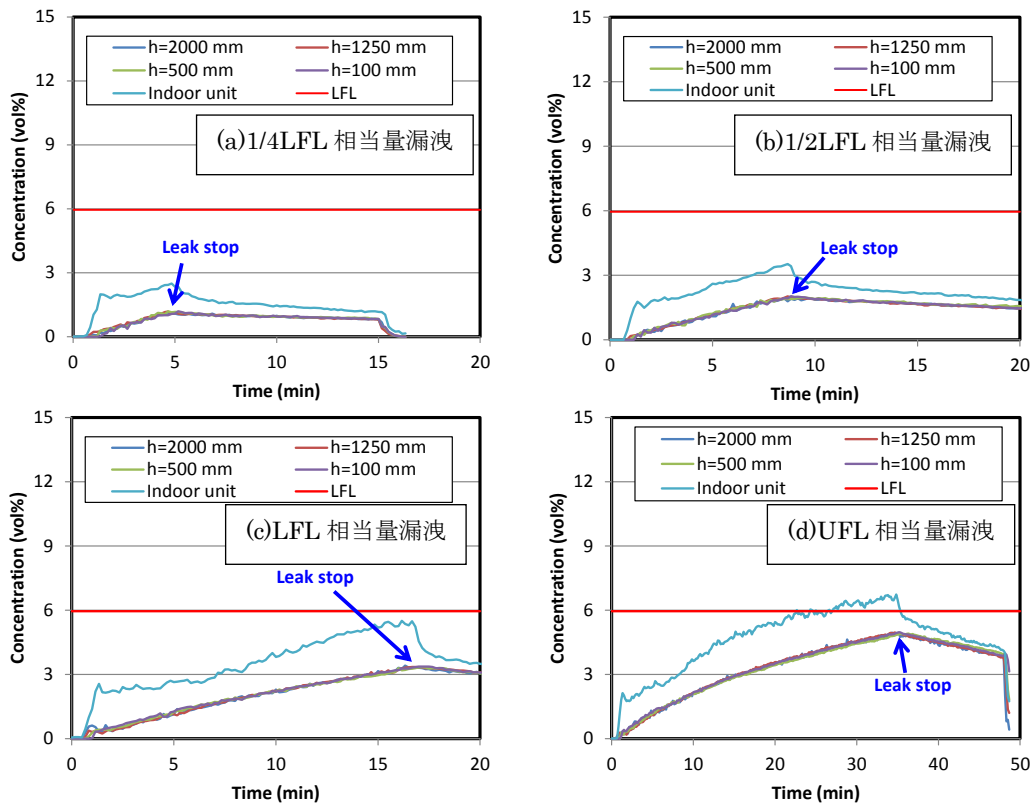 15
12
9
6
3
0
Concentration (vol%)
h=2000 mm h=1250 mm
h=500 mm h=100 mm
Indoor unit LFL
(a)1/4LFL 相当量漏洩
Leak stop
0 5 10 15 20
Time (min)
15
12
9
6
3
0
Concentration (vol%)
h=2000 mm h=1250 mm
h=500 mm h=100 mm
Indoor unit LFL
(b)1/2LFL 相当量漏洩
Leak stop
0 5 10 15 20
Time (min)
15
12
9
6
3
0
Concentration (vol%)
h=2000 mm h=1250 mm
h=500 mm h=100 mm
Indoor unit LFL
(c)LFL 相当量漏洩
Leak stop
0 5 10 15 20
Time (min)
15
12
9
6
3
0
Concentration (vol%)
h=2000 mm h=1250 mm
h=500 mm h=100 mm
Indoor unit LFL
(d)UFL 相当量漏洩
Leak stop
0 10 20 30 40 50
Time (min)